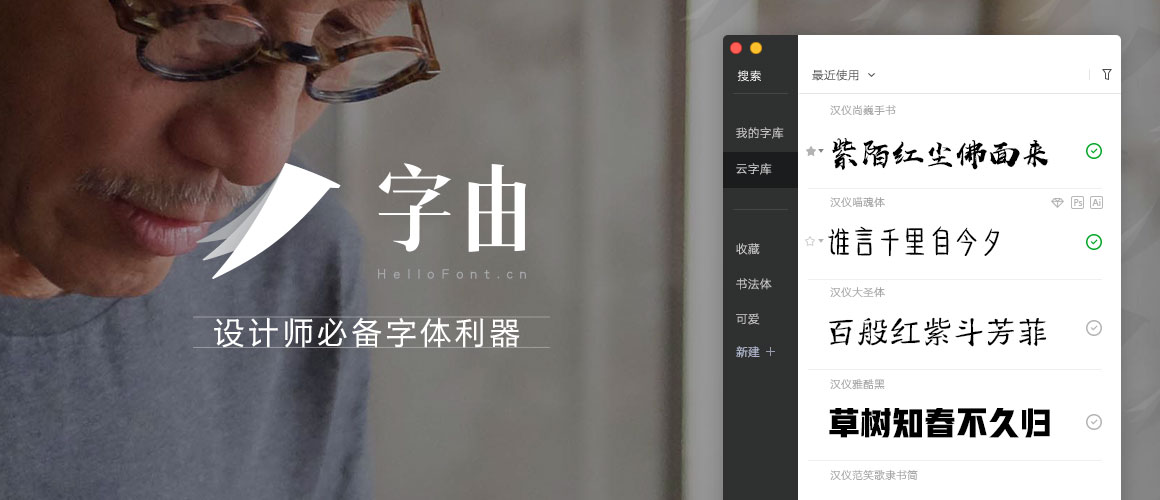 字由
HelloFont.cn
设计师必备字体利器
搜索
我的字库
云字库
收藏
书法体
可爱
新建 +
最近使用
汉仪尚巍手书
紫陌红尘佛面来
汉仪喵魂体
Ps Ai
谁言千里自今夕
汉仪大圣体
百般红紫斗芳菲
汉仪雅酷黑
草树知春不久归
汉仪范笑歌隶书简